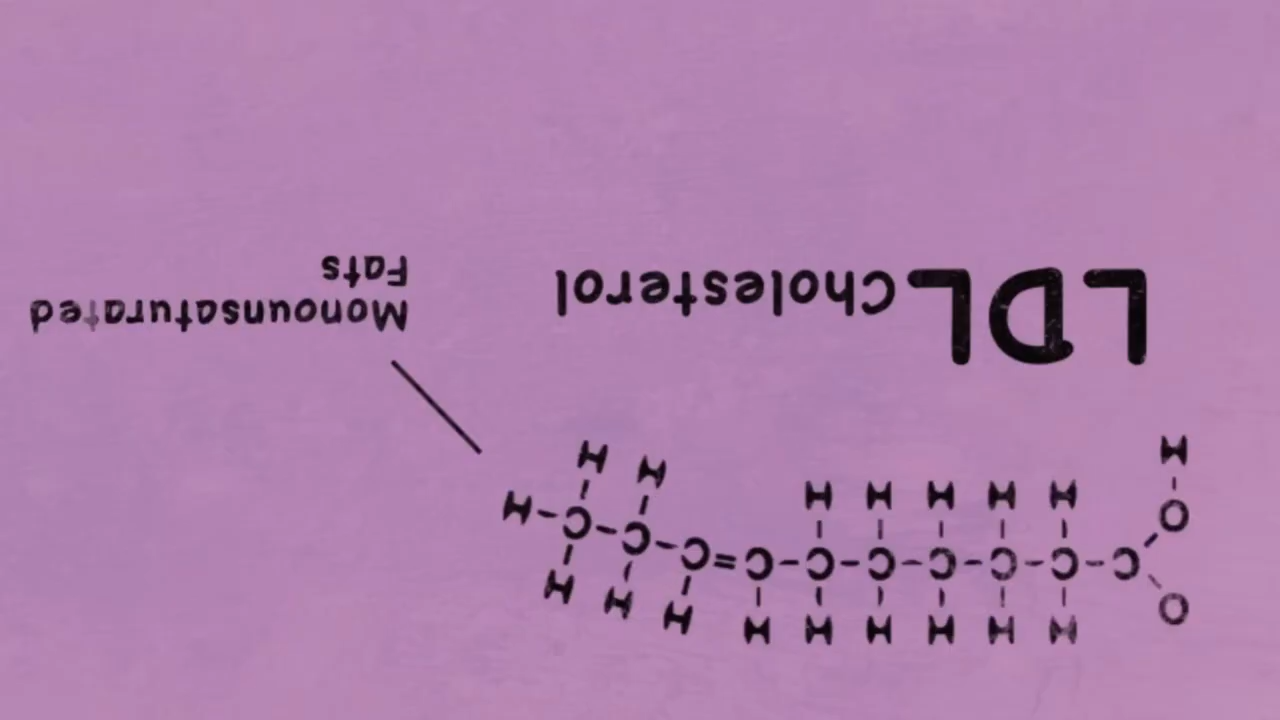 H H H H H H H H H
O
C-C-C-C-C-C-C=C-C-C-H
O
H H H H H H H
H
LDL Cholesterol
Monounsaturated
Fats